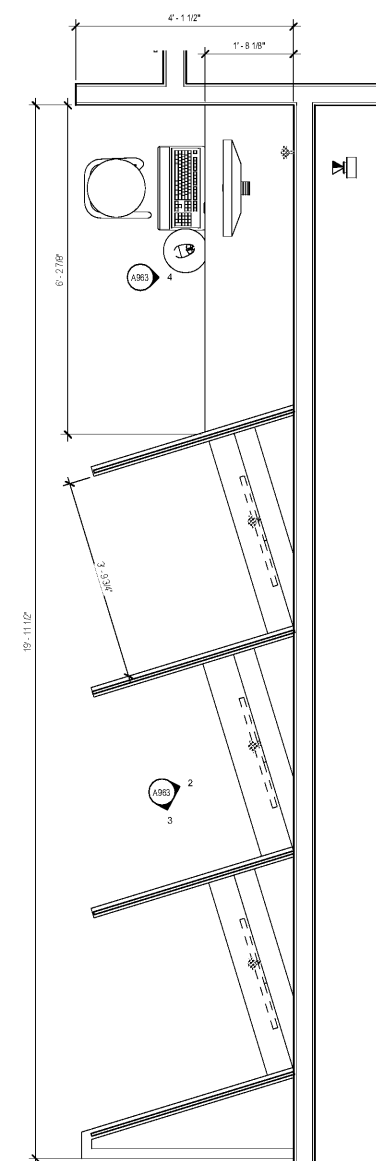 4' - 1 1/2"
1' - 8 1/8"
6' - 2 7/8"
A963
4
3' - 9 3/4"
19' - 11 1/2"
A963
2
3